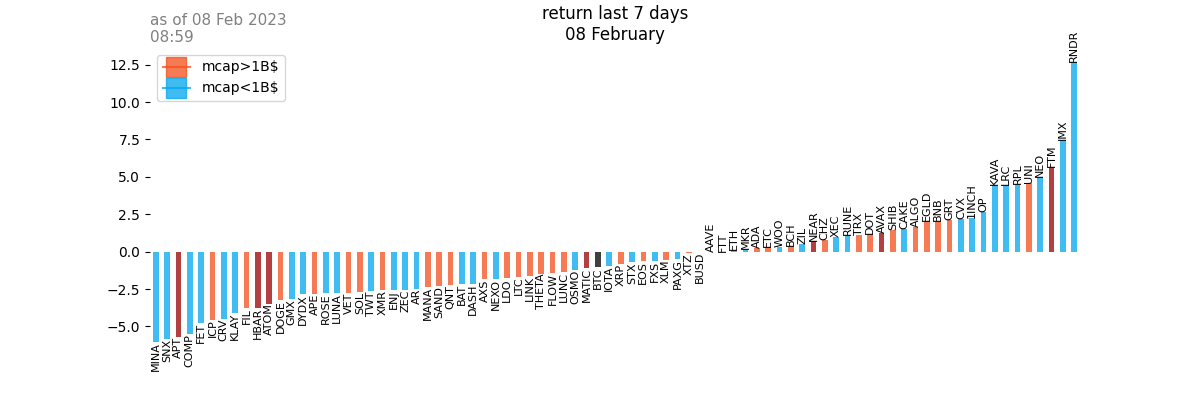 return last 7 days
08 February
as of 08 Feb 2023
08:59
mcap>1B$
mcap<1B$
12.5
10.0
7.5
5.0
2.5
0.0
−2.5
−5.0
MINA
SNX
APT
COMP
FET
ICP
CRV
KLAY
FIL
HBAR
ATOM
DOGE
GMX
DYDX
APE
ROSE
LUNA
VET
SOL
TWT
XMR
ENJ
ZEC
AR
MANA
SAND
QNT
BAT
DASH
AXS
NEXO
LDO
LTC
LINK
THETA
FLOW
LUNC
OSMO
MATIC
BTC
IOTA
XRP
STX
EOS
FXS
XLM
PAXG
XTZ
BUSD
AAVE
FTT
ETH
MKR
ADA
ETC
WOO
BCH
ZIL
NEAR
CHZ
XEC
RUNE
TRX
DOT
AVAX
SHIB
CAKE
ALGO
EGLD
BNB
GRT
CVX
1INCH
OP
KAVA
LRC
RPL
UNI
NEO
FTM
IMX
RNDR